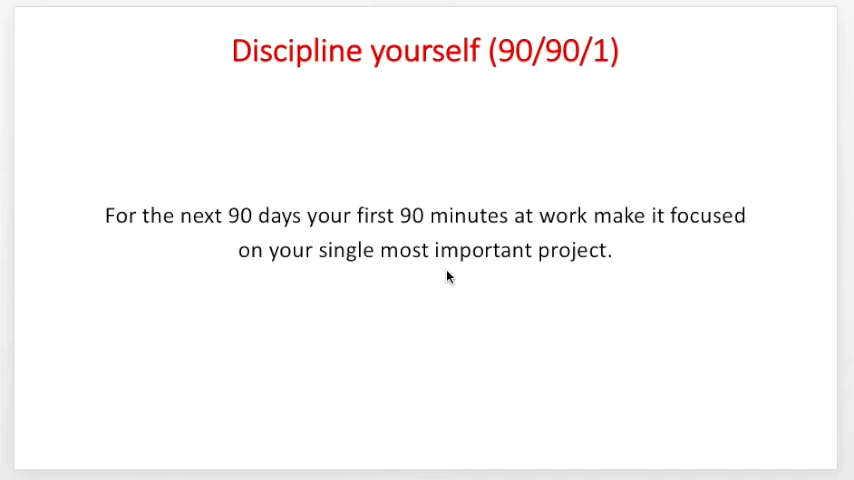 Discipline yourself (90/90/1)
For the next 90 days your first 90 minutes at work make it focused
on your single most important project.